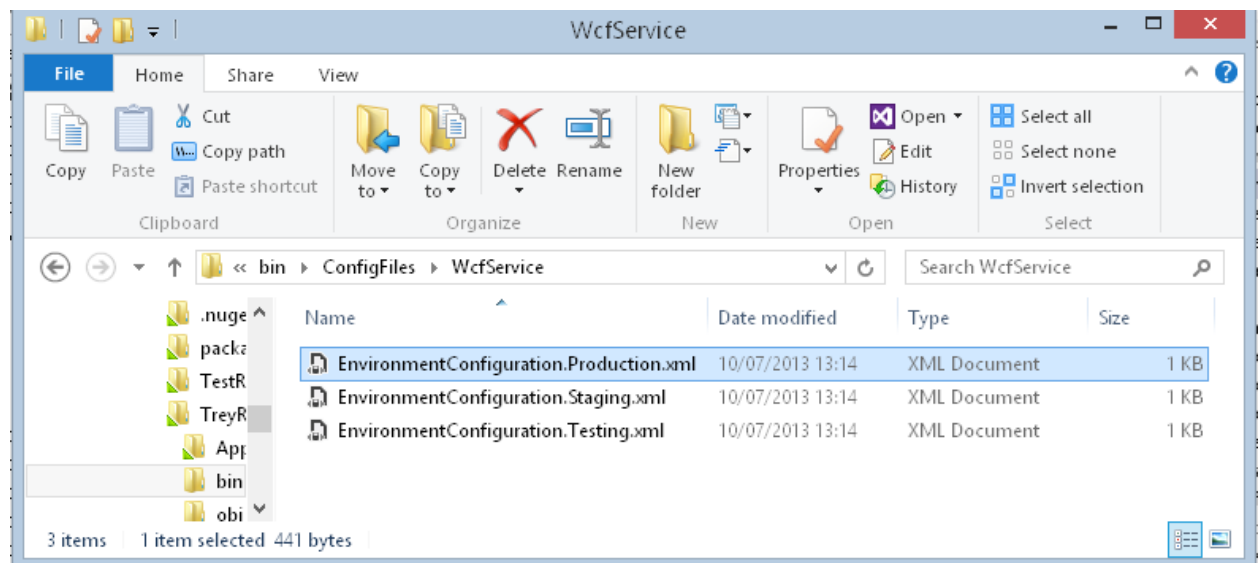 WcfService
File Home Share View
Copy Paste Cut Copy path Paste shortcut Move to Copy to Delete Rename New folder Properties Open Edit History Select all Select none Invert selection
Clipboard Organize New Open Select
« bin ConfigFiles WcfService Search WcfService
.nuge
packa
TestR
TreyR
App
bin
obj
Name Date modified Type Size
EnvironmentConfiguration.Production.xml 10/07/2013 13:14 XML Document 1 KB
EnvironmentConfiguration.Staging.xml 10/07/2013 13:14 XML Document 1 KB
EnvironmentConfiguration.Testing.xml 10/07/2013 13:14 XML Document 1 KB
3 items 1 item selected 441 bytes